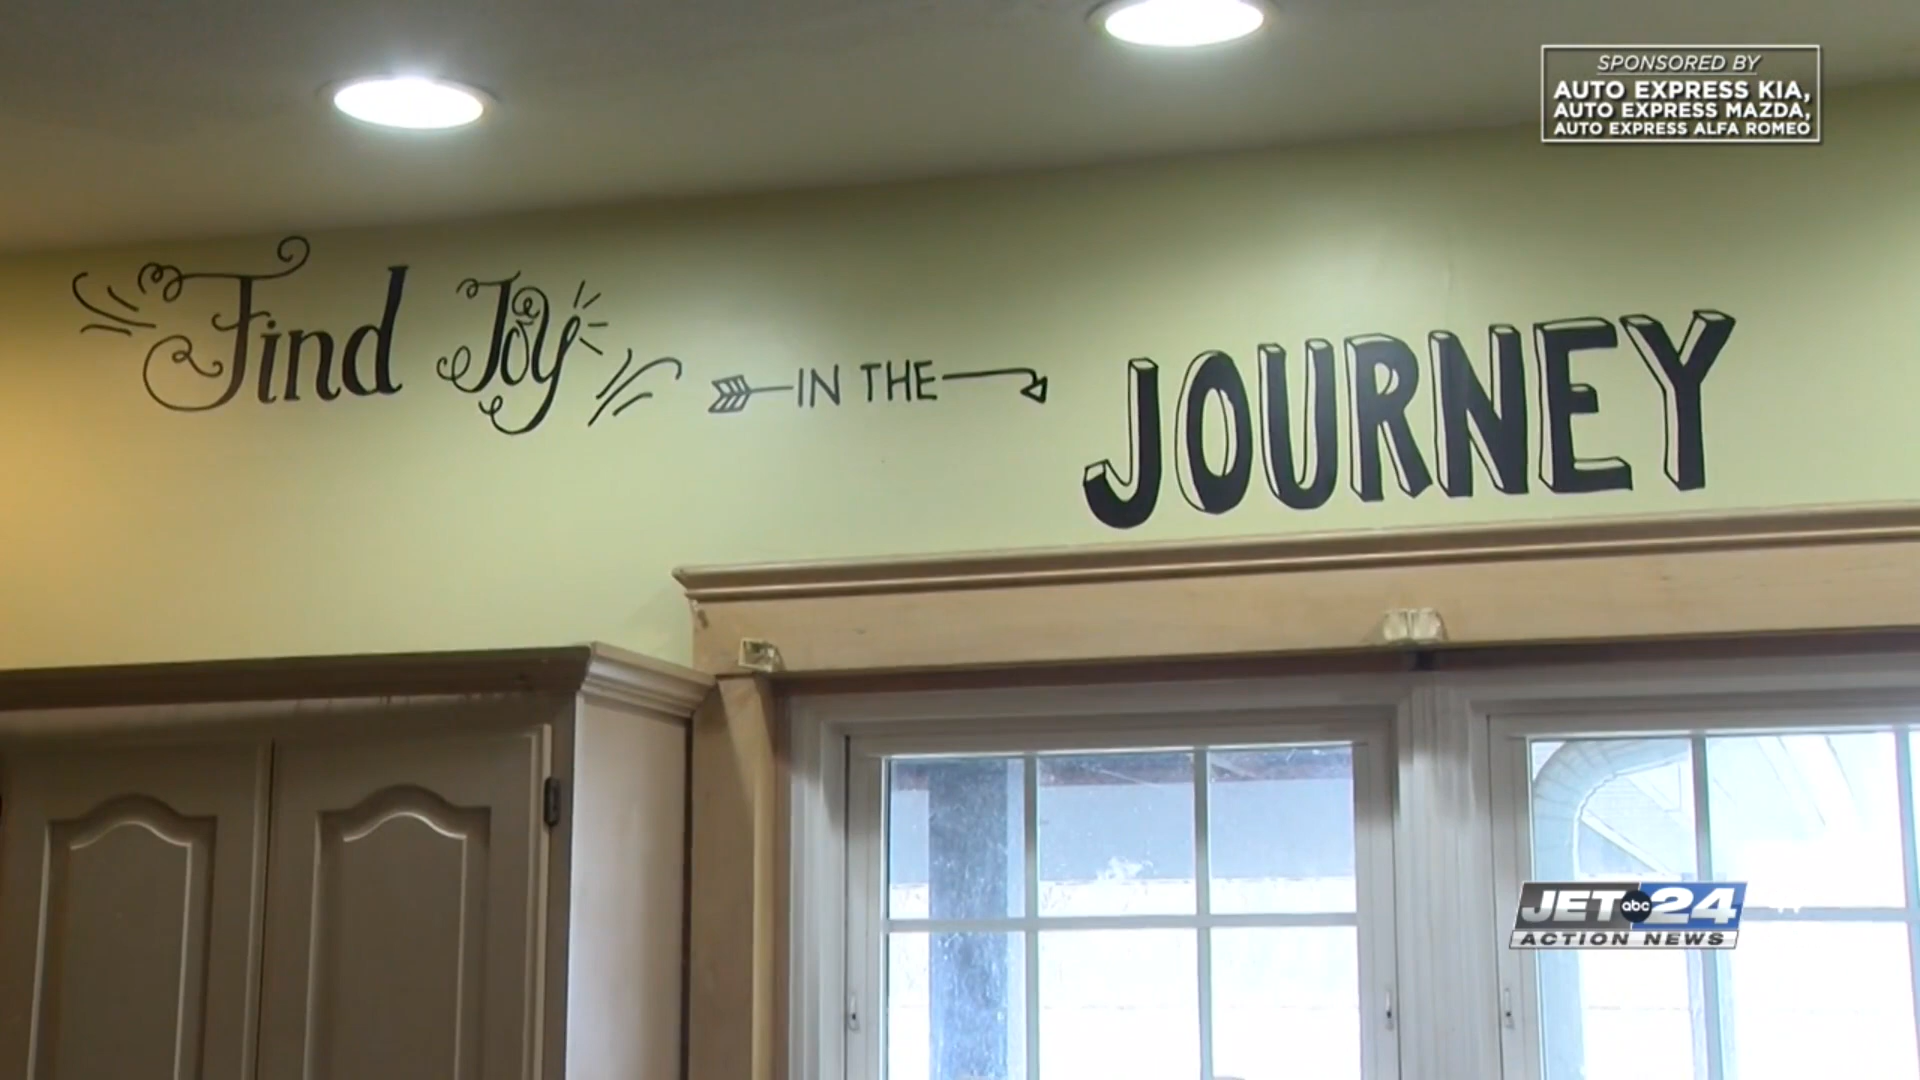 SPONSORED BY
AUTO EXPRESS KIA,
AUTO EXPRESS MAZDA,
AUTO EXPRESS ALFA ROMEO
Find Joy IN THE JOURNEY
JET abc 24
ACTION NEWS